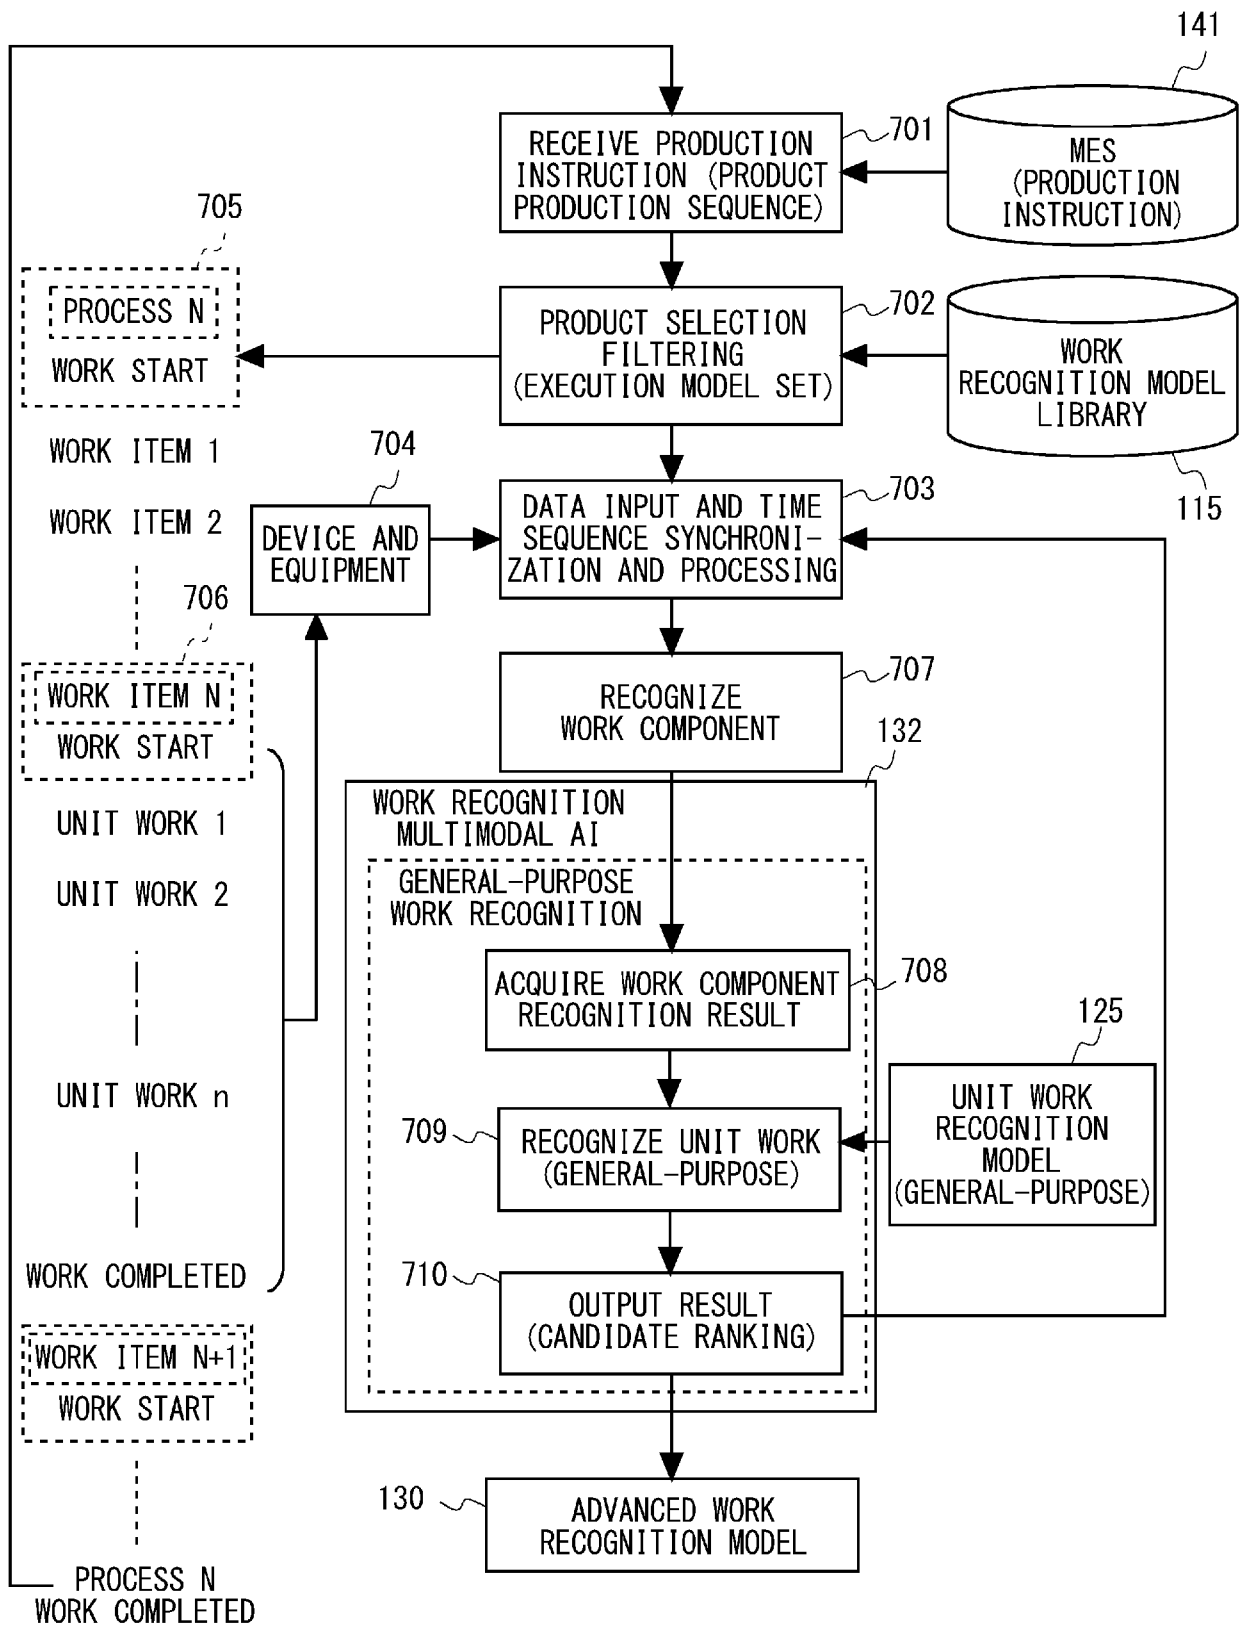 141
701
RECEIVE PRODUCTION
INSTRUCTION (PRODUCT
PRODUCTION SEQUENCE)
MES
(PRODUCTION
INSTRUCTION)
705
PROCESS N
WORK START
702
PRODUCT SELECTION
FILTERING
(EXECUTION MODEL SET)
WORK
RECOGNITION MODEL
LIBRARY
115
WORK ITEM 1
WORK ITEM 2
704
DEVICE AND
EQUIPMENT
703
DATA INPUT AND TIME
SEQUENCE SYNCHRONI-
ZATION AND PROCESSING
706
WORK ITEM N
WORK START
707
RECOGNIZE
WORK COMPONENT
132
WORK RECOGNITION
MULTIMODAL AI
UNIT WORK 1
UNIT WORK 2
GENERAL-PURPOSE
WORK RECOGNITION
708
ACQUIRE WORK COMPONENT
RECOGNITION RESULT
125
UNIT WORK
RECOGNITION
MODEL
(GENERAL-PURPOSE)
UNIT WORK n
709
RECOGNIZE UNIT WORK
(GENERAL-PURPOSE)
WORK COMPLETED
710
OUTPUT RESULT
(CANDIDATE RANKING)
WORK ITEM N+1
WORK START
130
ADVANCED WORK
RECOGNITION MODEL
PROCESS N
WORK COMPLETED